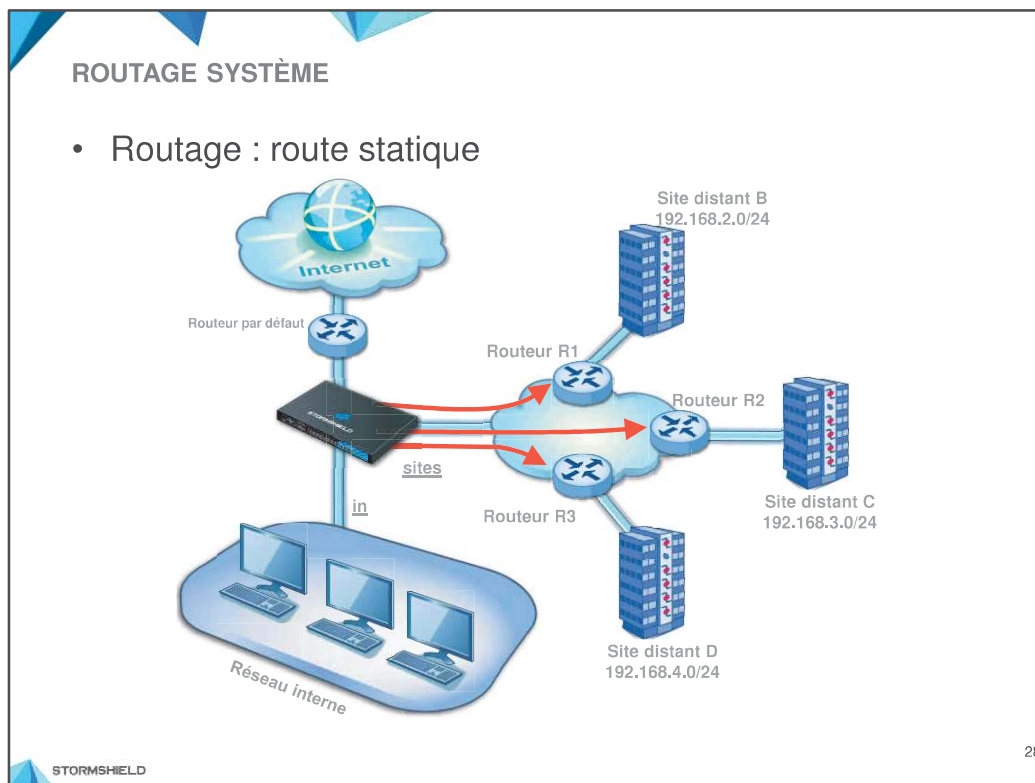 ROUTAGE SYSTÈME
• Routage : route statique
Site distant B
192.168.2.0/24
Internet
Routeur par défaut
Routeur R1
Routeur R2
STORMSHIELD
sites
in
Routeur R3
Site distant C
192.168.3.0/24
Site distant D
192.168.4.0/24
Réseau interne
STORMSHIELD
28